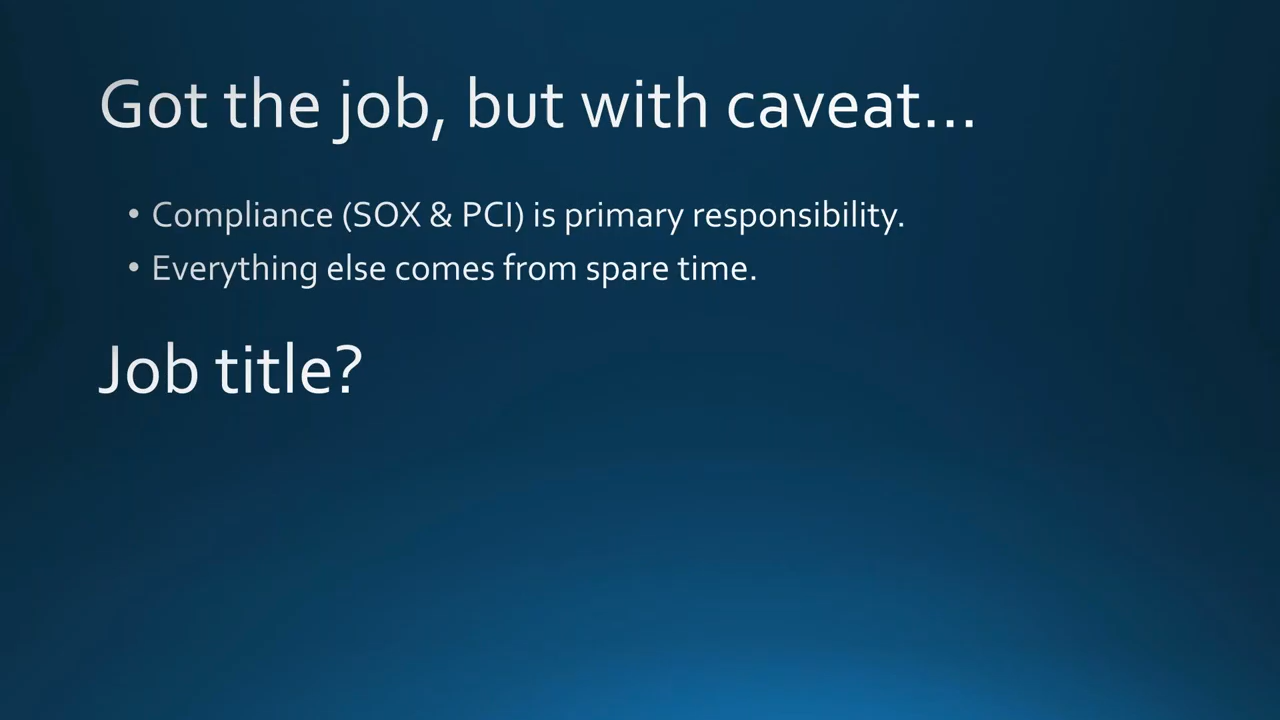 Got the job, but with caveat...
• Compliance (SOX & PCI) is primary responsibility.
• Everything else comes from spare time.
Job title?